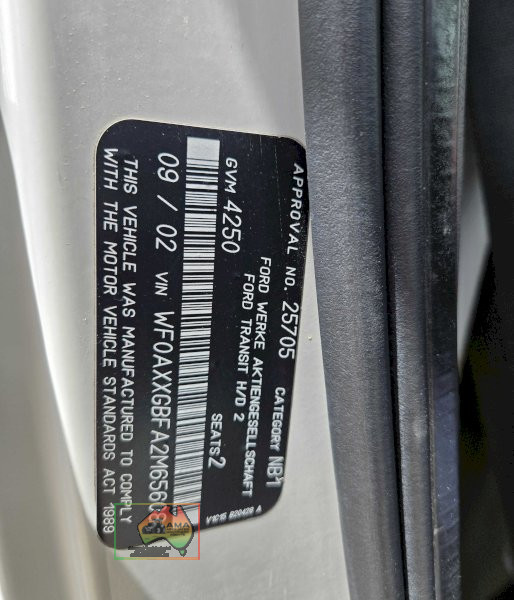 APPROVAL NO. 25705 CATEGORY NB1
FORD WERKE AKTIENGESELLSCHAFT
FORD TRANSIT H/D 2
GVM 4250 SEATS 2
09 / 02 VIN WF0AXXGBFA2M656
THIS VEHICLE WAS MANUFACTURED TO COMPLY
WITH THE MOTOR VEHICLE STANDARDS ACT 1989
AMA